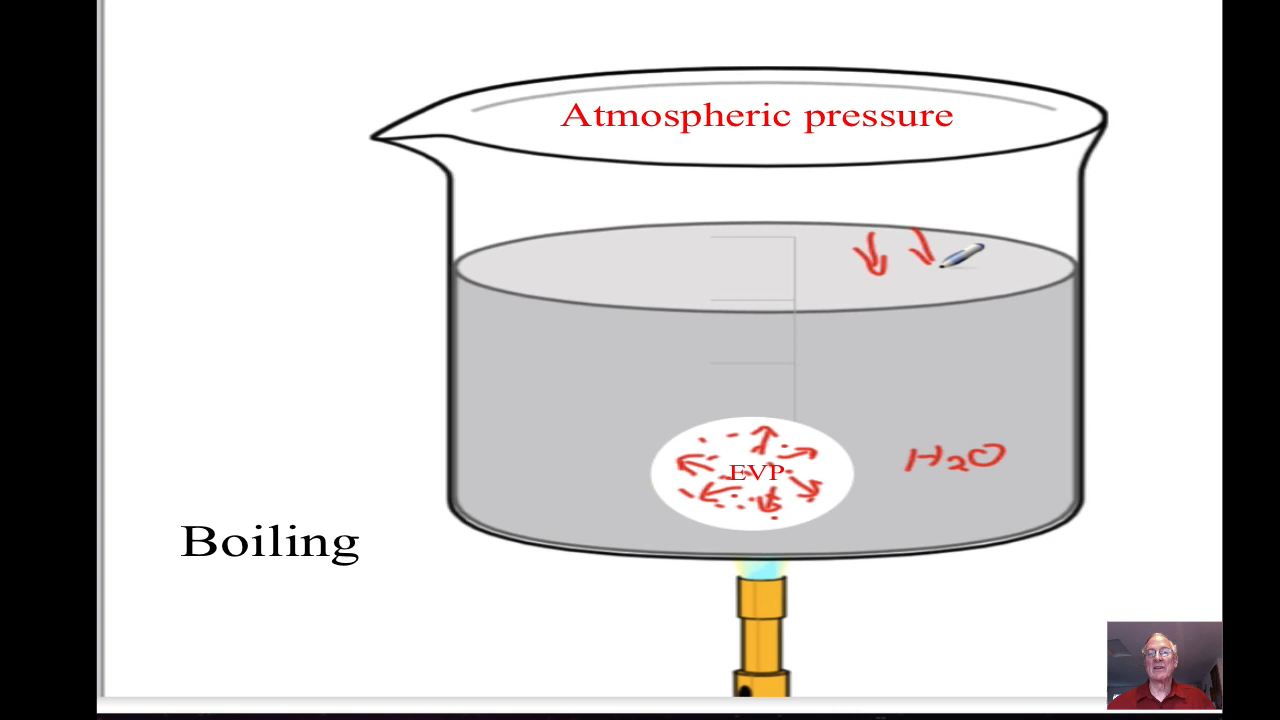 Atmospheric pressure
EVP
H₂O
Boiling